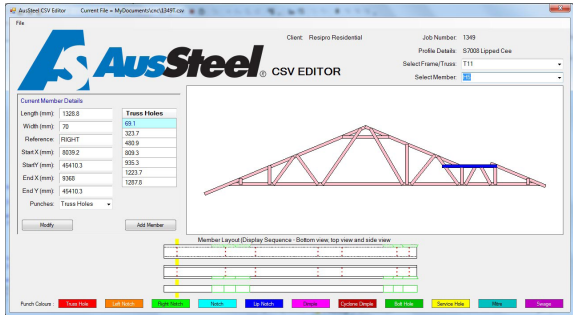 AusSteel CSV Editor Current File = MyDocuments\cnc\1349T.csv
File
Client: Resipro Residential
Job Number: 1349
Profile Details: S7008 Lipped Cee
Select Frame/Truss: T11
Select Member: H5
AusSteel® CSV EDITOR
Current Member Details
Length (mm): 1328.8
Width (mm): 70
Reference: RIGHT
Start X (mm): 8039.2
StartY (mm): 45410.3
End X (mm): 9368
End Y (mm): 45410.3
Punches: Truss Holes
Truss Holes
69.1
323.7
480.9
809.3
935.3
1223.7
1287.8
Modify
Add Member
Member Layout (Display Sequence - Bottom view, top view and side view
Punch Colours : Truss Hole Left Notch Right Notch Notch Lip Notch Dimple Cyclone Dimple Bolt Hole Service Hole Mitre Swage